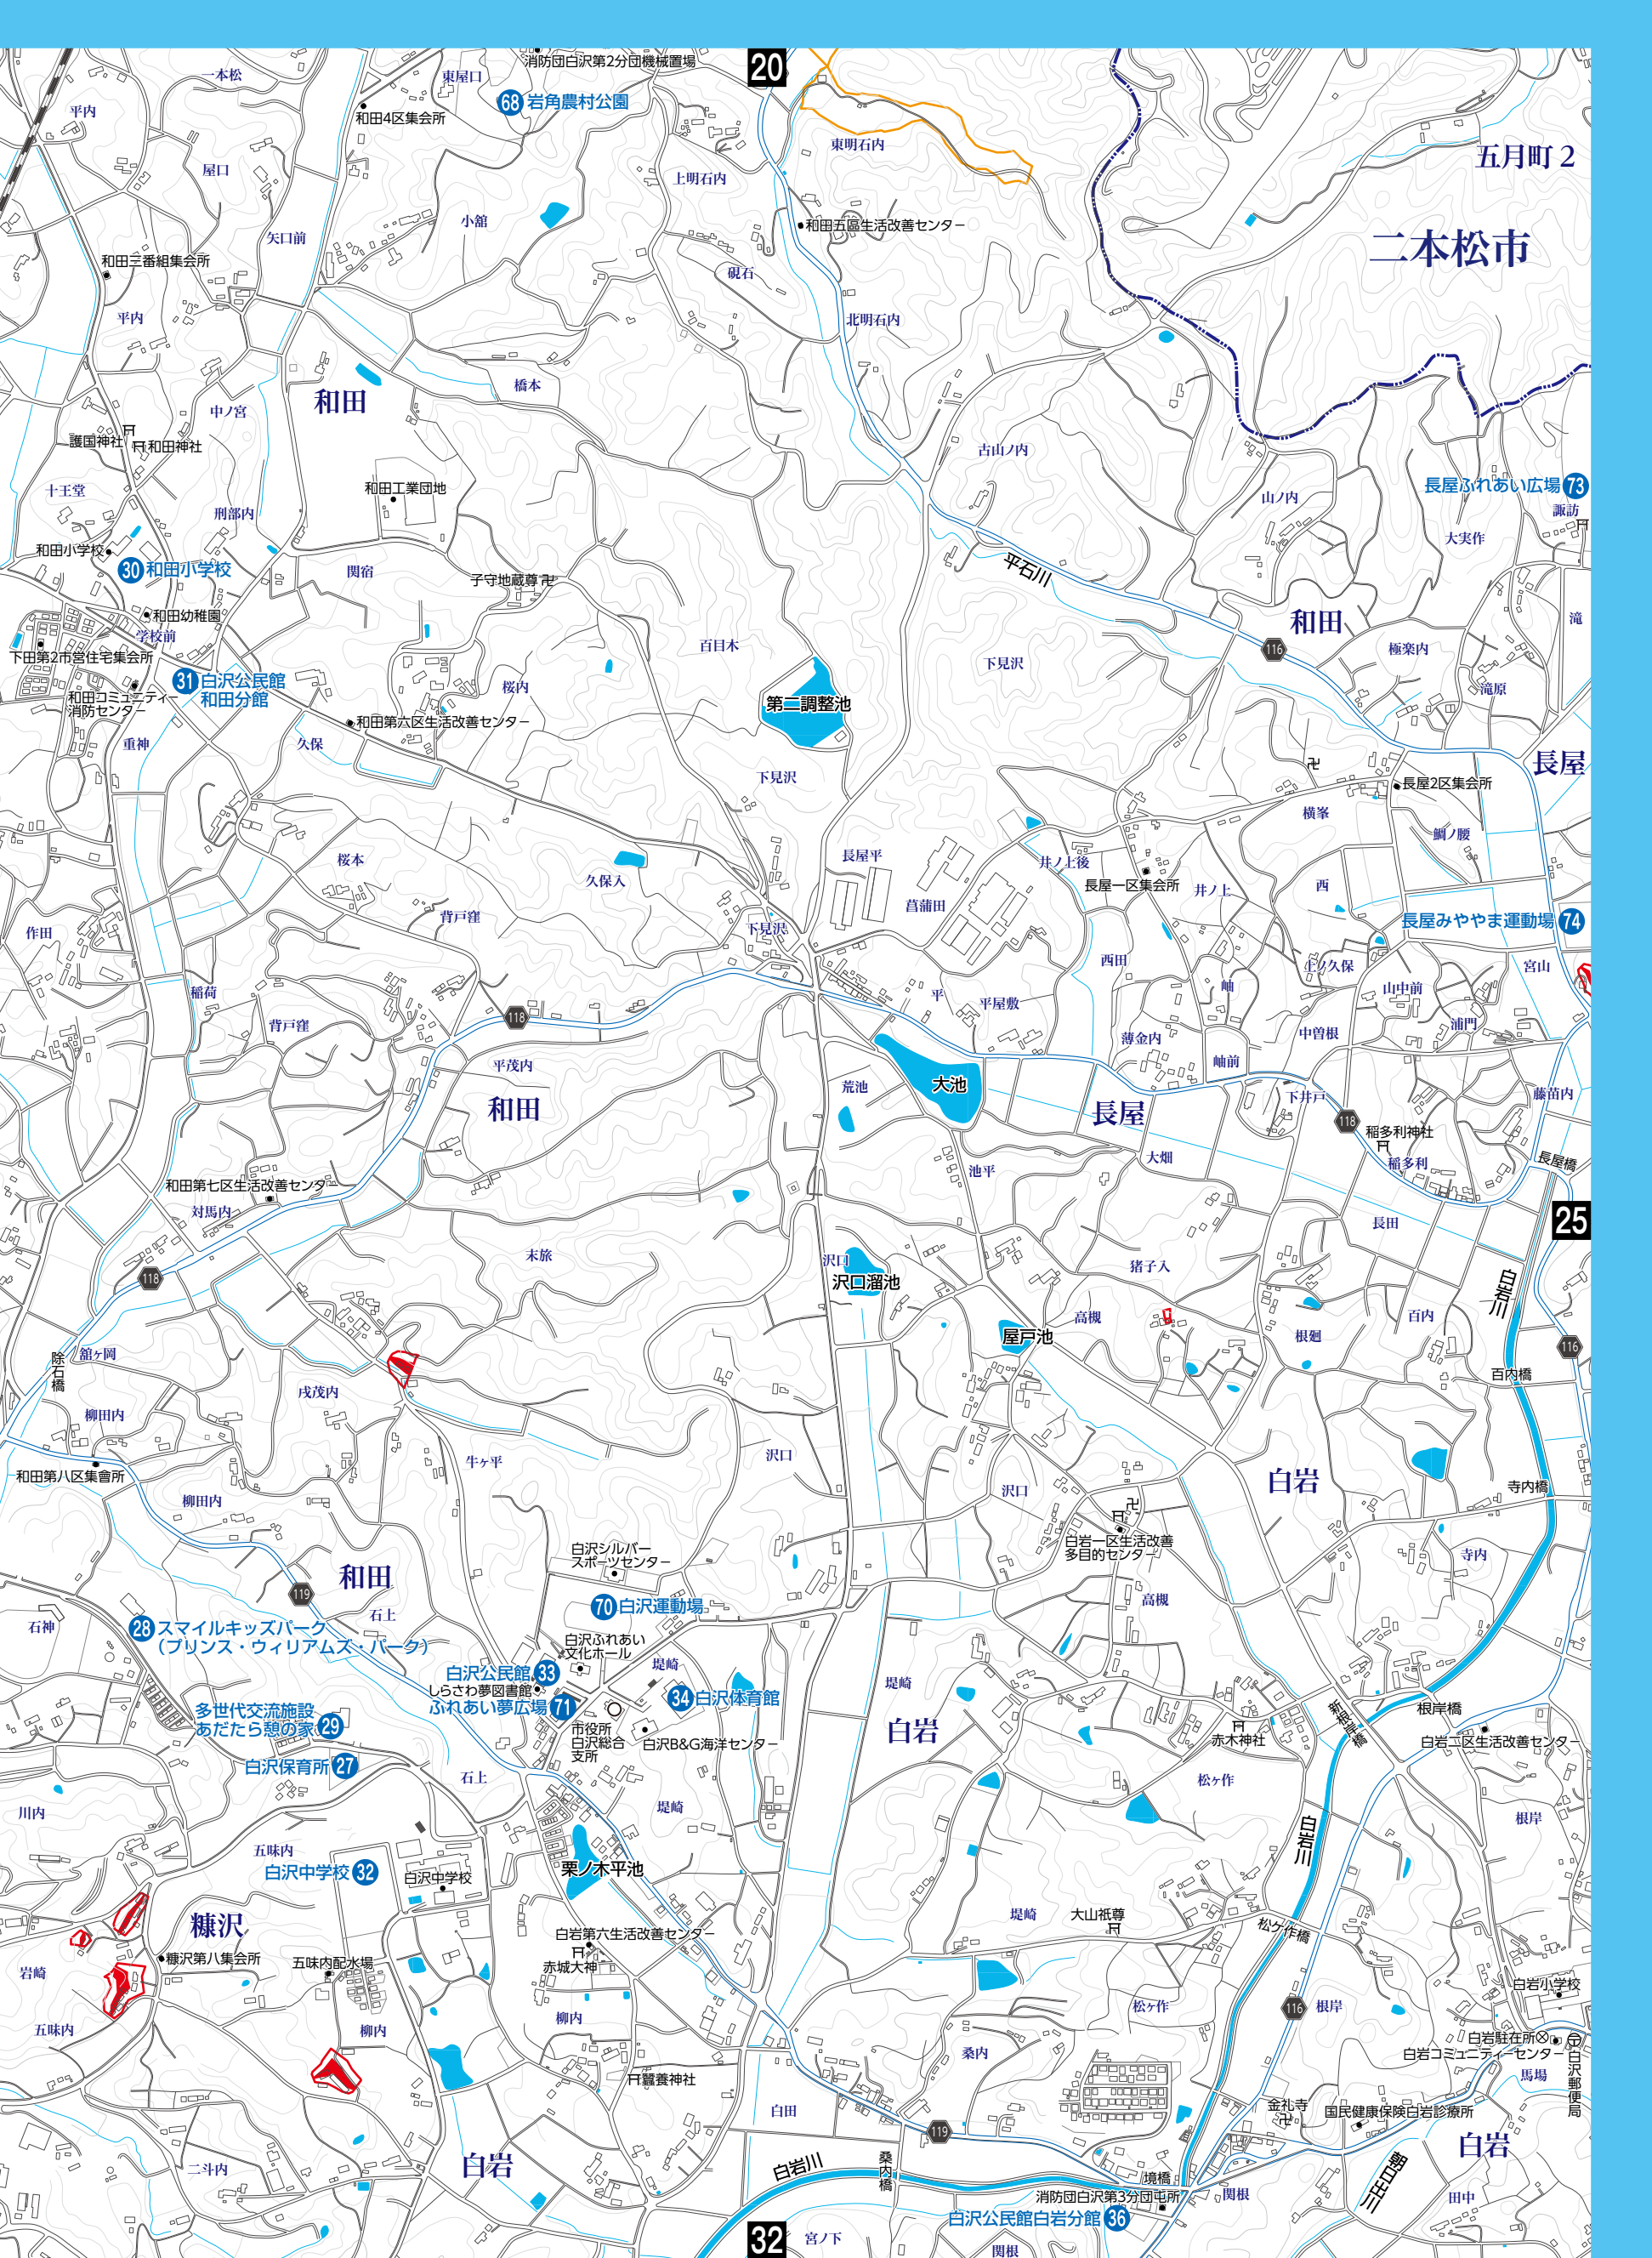 消防団白沢第2分団機械置場
20
一本松
東屋口
68 岩角農村公園
平内
和田4区集会所
東明石内
五月町2
屋口
上明石内
小舘
和田五區生活改善センター
矢口前
二本松市
和田三番組集会所
硯石
平内
北明石内
橋本
和田
中ノ宮
護国神社
和田神社
古山ノ内
長屋ふれあい広場 73
十王堂
和田工業団地
山ノ内
諏訪
刑部内
大実作
和田小学校
30 和田小学校
関宿
子守地蔵尊
平石川
和田幼稚園
和田
滝
学校前
百目木
116
極楽内
下田第2市営住宅集会所
下見沢
31 白沢公民館
和田分館
桜内
滝原
和田コミュニティー
消防センター
第二調整池
和田第六区生活改善センター
重神
久保
長屋
下見沢
長屋2区集会所
横峯
鯛ノ腰
桜本
長屋平
井ノ上後
久保入
長屋一区集会所
井ノ上
西
背戸窪
菖蒲田
長屋みややま運動場 74
作田
下見沢
西田
上ノ久保
宮山
稲荷
平
岫
山中前
平屋敷
118
背戸窪
浦門
薄金内
中曽根
平茂内
岫前
荒池
大池
下井戸
藤苗内
和田
長屋
118
稲多利神社
大畑
稲多利
長屋橋
池平
和田第七区生活改善センター
対馬内
長田
25
末旅
沢口
猪子入
118
沢口溜池
白岩川
高槻
百内
屋戸池
根廻
除石橋
舘ヶ岡
116
百内橋
戌茂内
柳田内
牛ヶ平
沢口
和田第八区集會所
白岩
沢口
寺内橋
柳田内
白岩一区生活改善
多目的センター
白沢シルバー
スポーツセンター
寺内
和田
119
高槻
石上
70 白沢運動場
石神
28 スマイルキッズパーク
(プリンス・ウィリアムズ・パーク)
白沢ふれあい
文化ホール
堤崎
白沢公民館 33
しらさわ夢図書館
ふれあい夢広場 71
堤崎
34 白沢体育館
多世代交流施設
あだたら憩の家 29
新根岸橋
根岸橋
市役所
白沢総合
支所
白岩
白沢B&G海洋センター
赤木神社
白岩二区生活改善センター
白沢保育所 27
石上
松ヶ作
川内
堤崎
根岸
白岩川
五味内
白沢中学校 32
白沢中学校
栗ノ木平池
堤崎
大山祇尊
糠沢
白岩第六生活改善センター
松ケ作橋
糠沢第八集会所
五味内配水場
赤城大神
岩崎
白岩小学校
松ヶ作
116
根岸
五味内
柳内
柳内
白岩駐在所
白岩コミュニティーセンター
桑内
白沢郵便局
馬場
蠶養神社
白田
金礼寺
国民健康保険白岩診療所
119
白岩
白岩
二斗内
白岩川
桑内橋
境橋
朝日庄川
消防団白沢第3分団屯所
関根
田中
白沢公民館白岩分館 36
32
宮ノ下
関根